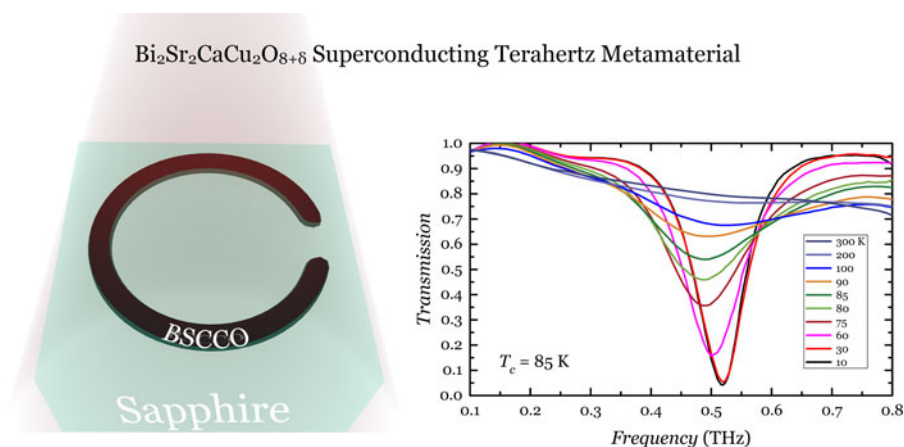 Bi₂Sr₂CaCu₂O₈₊δ Superconducting Terahertz Metamaterial
BSCCO
Sapphire
Transmission
1.0
0.9
0.8
0.7
0.6
0.5
0.4
0.3
0.2
0.1
0.0
300 K
200
100
90
85
80
75
60
30
10
T_c = 85 K
0.1 0.2 0.3 0.4 0.5 0.6 0.7 0.8
Frequency (THz)